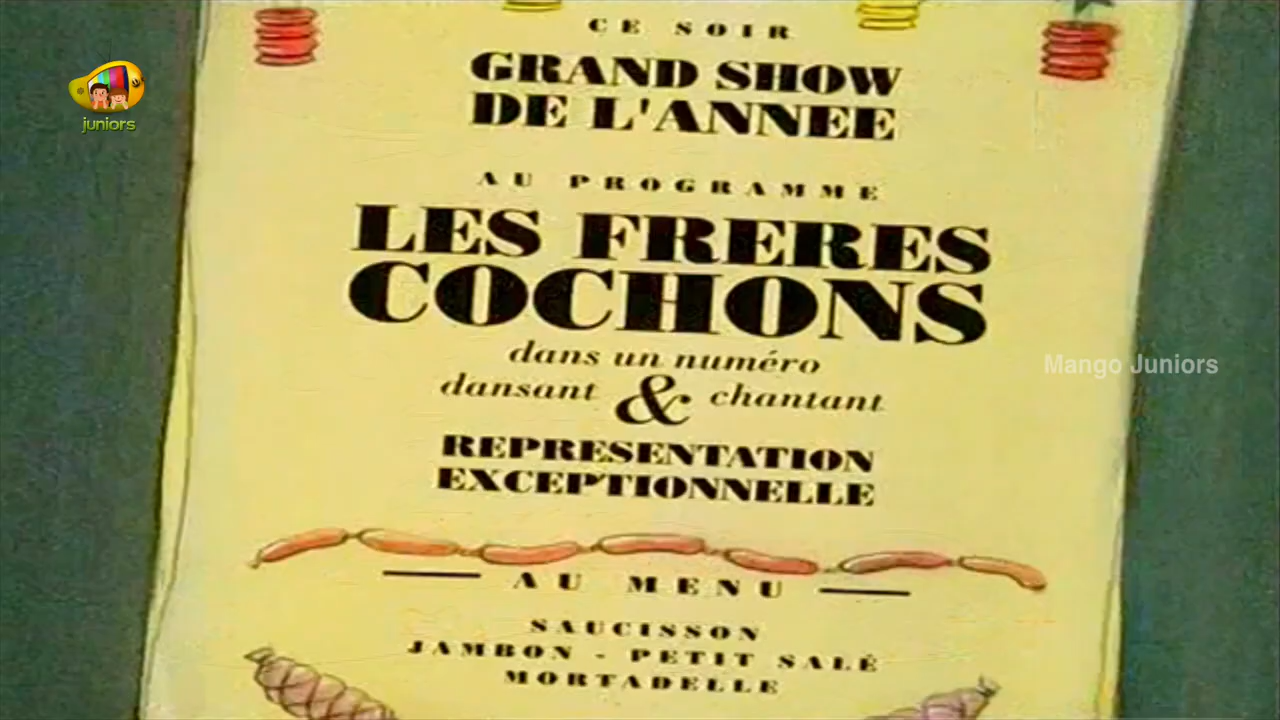 CE SOIR
GRAND SHOW
DE L'ANNEE
AU PROGRAMME
LES FRERES
COCHONS
dans un numéro
dansant & chantant
REPRESENTATION
EXCEPTIONNELLE
AU MENU
SAUCISSON
JAMBON - PETIT SALÉ
MORTADELLE
juniors
Mango Juniors